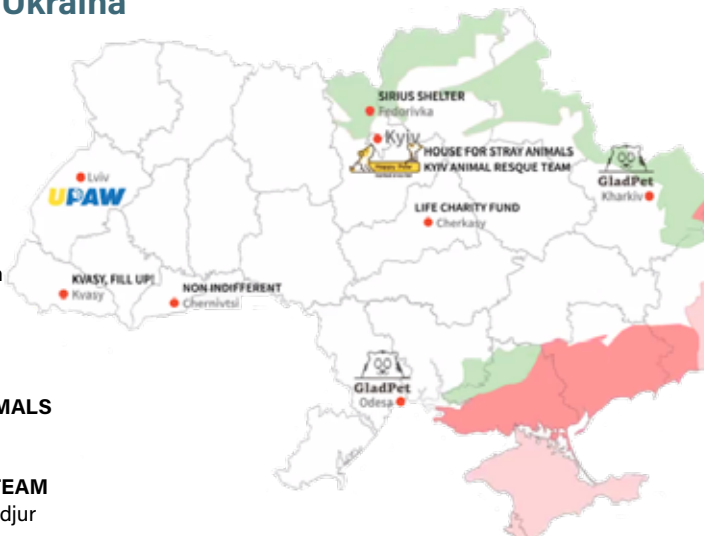 Ukraina
SIRIUS SHELTER
Fedorivka
Kyiv
HOUSE FOR STRAY ANIMALS
KYIV ANIMAL RESQUE TEAM
GladPet
Kharkiv
Lviv
UPAW
LIFE CHARITY FUND
Cherkasy
KVASY, FILL UP!
Kvasy
NON-INDIFFERENT
Chernivtsi
GladPet
Odesa
MALS
TEAM
djur